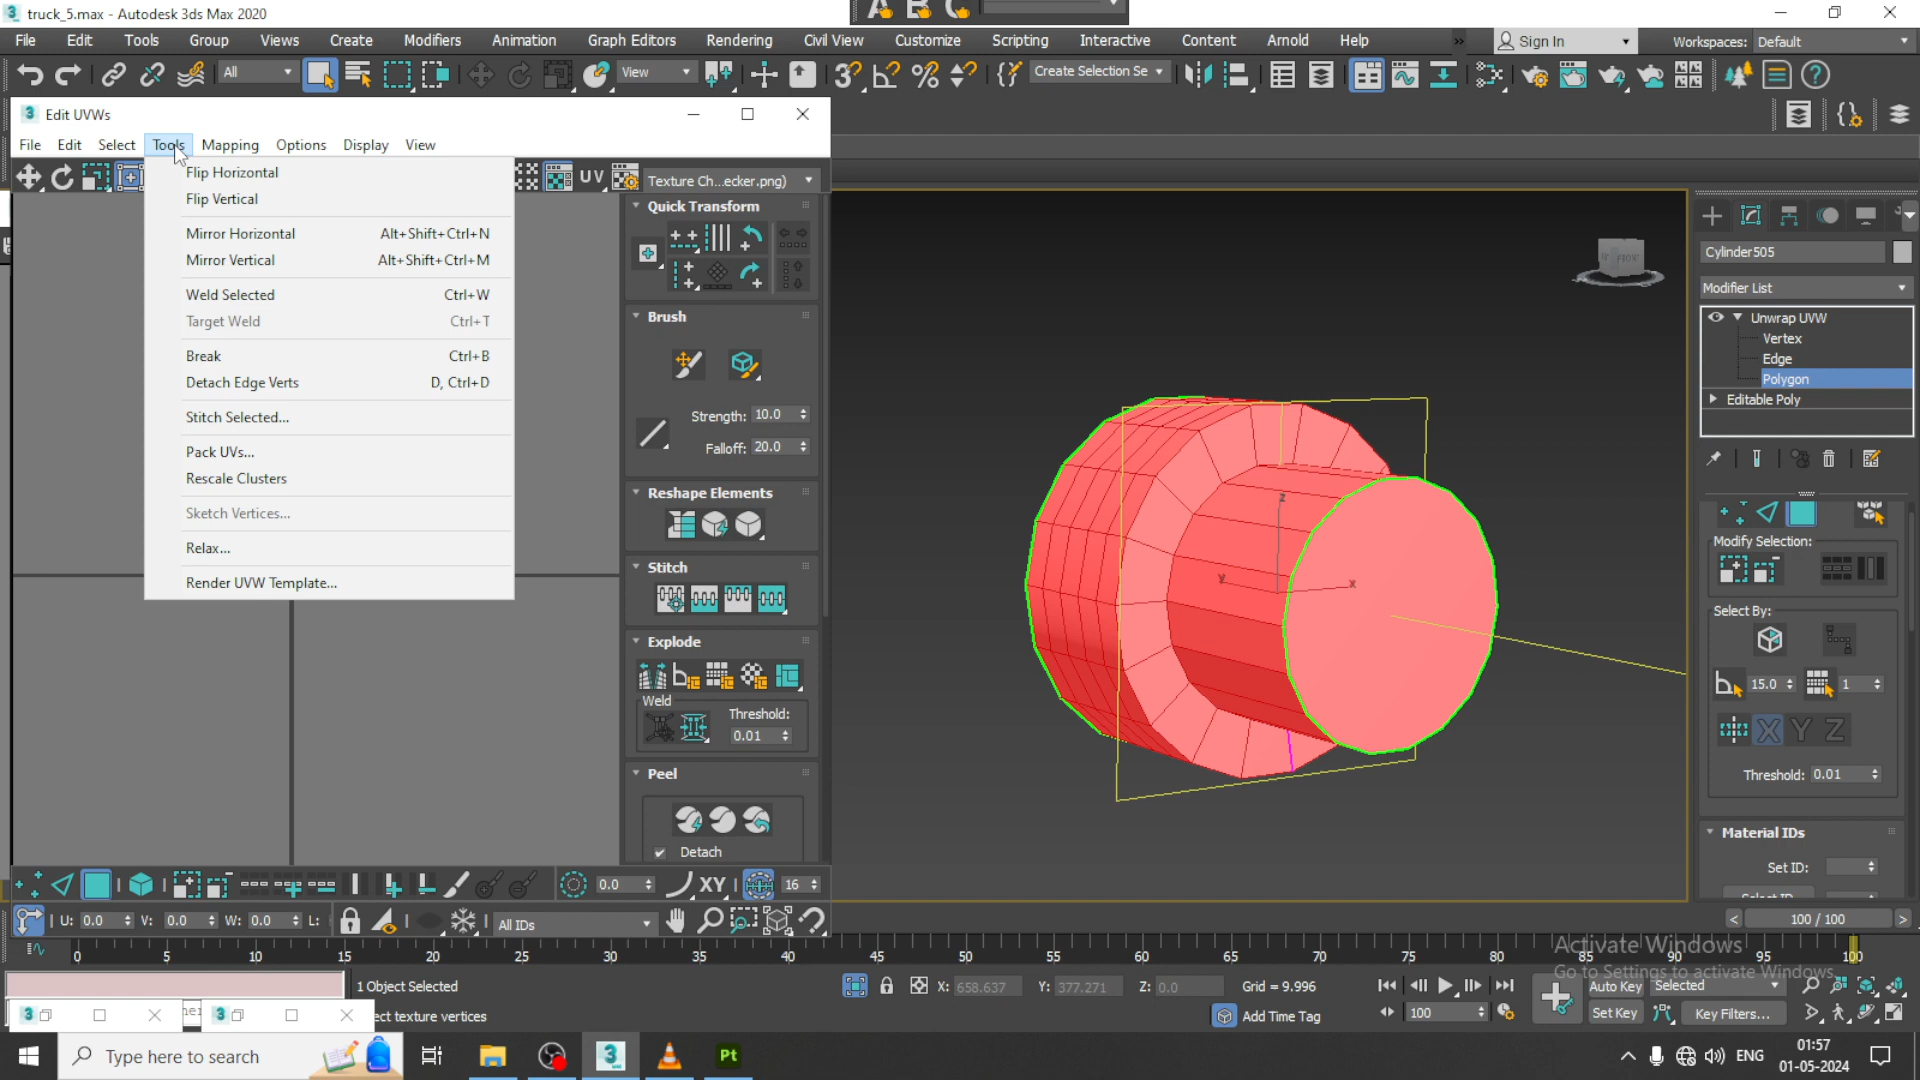 truck_5.max - Autodesk 3ds Max 2020
File Edit Tools Group Views Create Modifiers Animation Graph Editors Rendering Civil View Customize Scripting Interactive Content Arnold Help
Sign In
Workspaces: Default
All
View
Create Selection Se
Edit UVWs
File Edit Select Tools Mapping Options Display View
UV
Texture Ch...ecker.png)
Flip Horizontal
Flip Vertical
Mirror Horizontal Alt+Shift+Ctrl+N
Mirror Vertical Alt+Shift+Ctrl+M
Weld Selected Ctrl+W
Target Weld Ctrl+T
Break Ctrl+B
Detach Edge Verts D, Ctrl+D
Stitch Selected...
Pack UVs...
Rescale Clusters
Sketch Vertices...
Relax...
Render UVW Template...
Quick Transform
Brush
Strength: 10.0
Falloff: 20.0
Reshape Elements
Stitch
Explode
Weld
Threshold:
0.01
Peel
Detach
FRONT
z
y
x
Cylinder505
Modifier List
Unwrap UVW
Vertex
Edge
Polygon
Editable Poly
Modify Selection:
Select By:
15.0
1
X Y Z
Threshold: 0.01
Material IDs
Set ID:
0.0
XY
16
U: 0.0 V: 0.0 W: 0.0 L:
All IDs
< 100 / 100 >
0 5 10 15 20 25 30 35 40 45 50 55 60 65 70 75 80 85 90 95 100
Activate Windows
Go to Settings to activate Windows.
1 Object Selected
X: 658.637 Y: 377.271 Z: 0.0
Grid = 9.996
Auto Key Selected
ect texture vertices
Add Time Tag
100
Set Key Key Filters...
Type here to search
3
Pt
ENG
01:57
01-05-2024